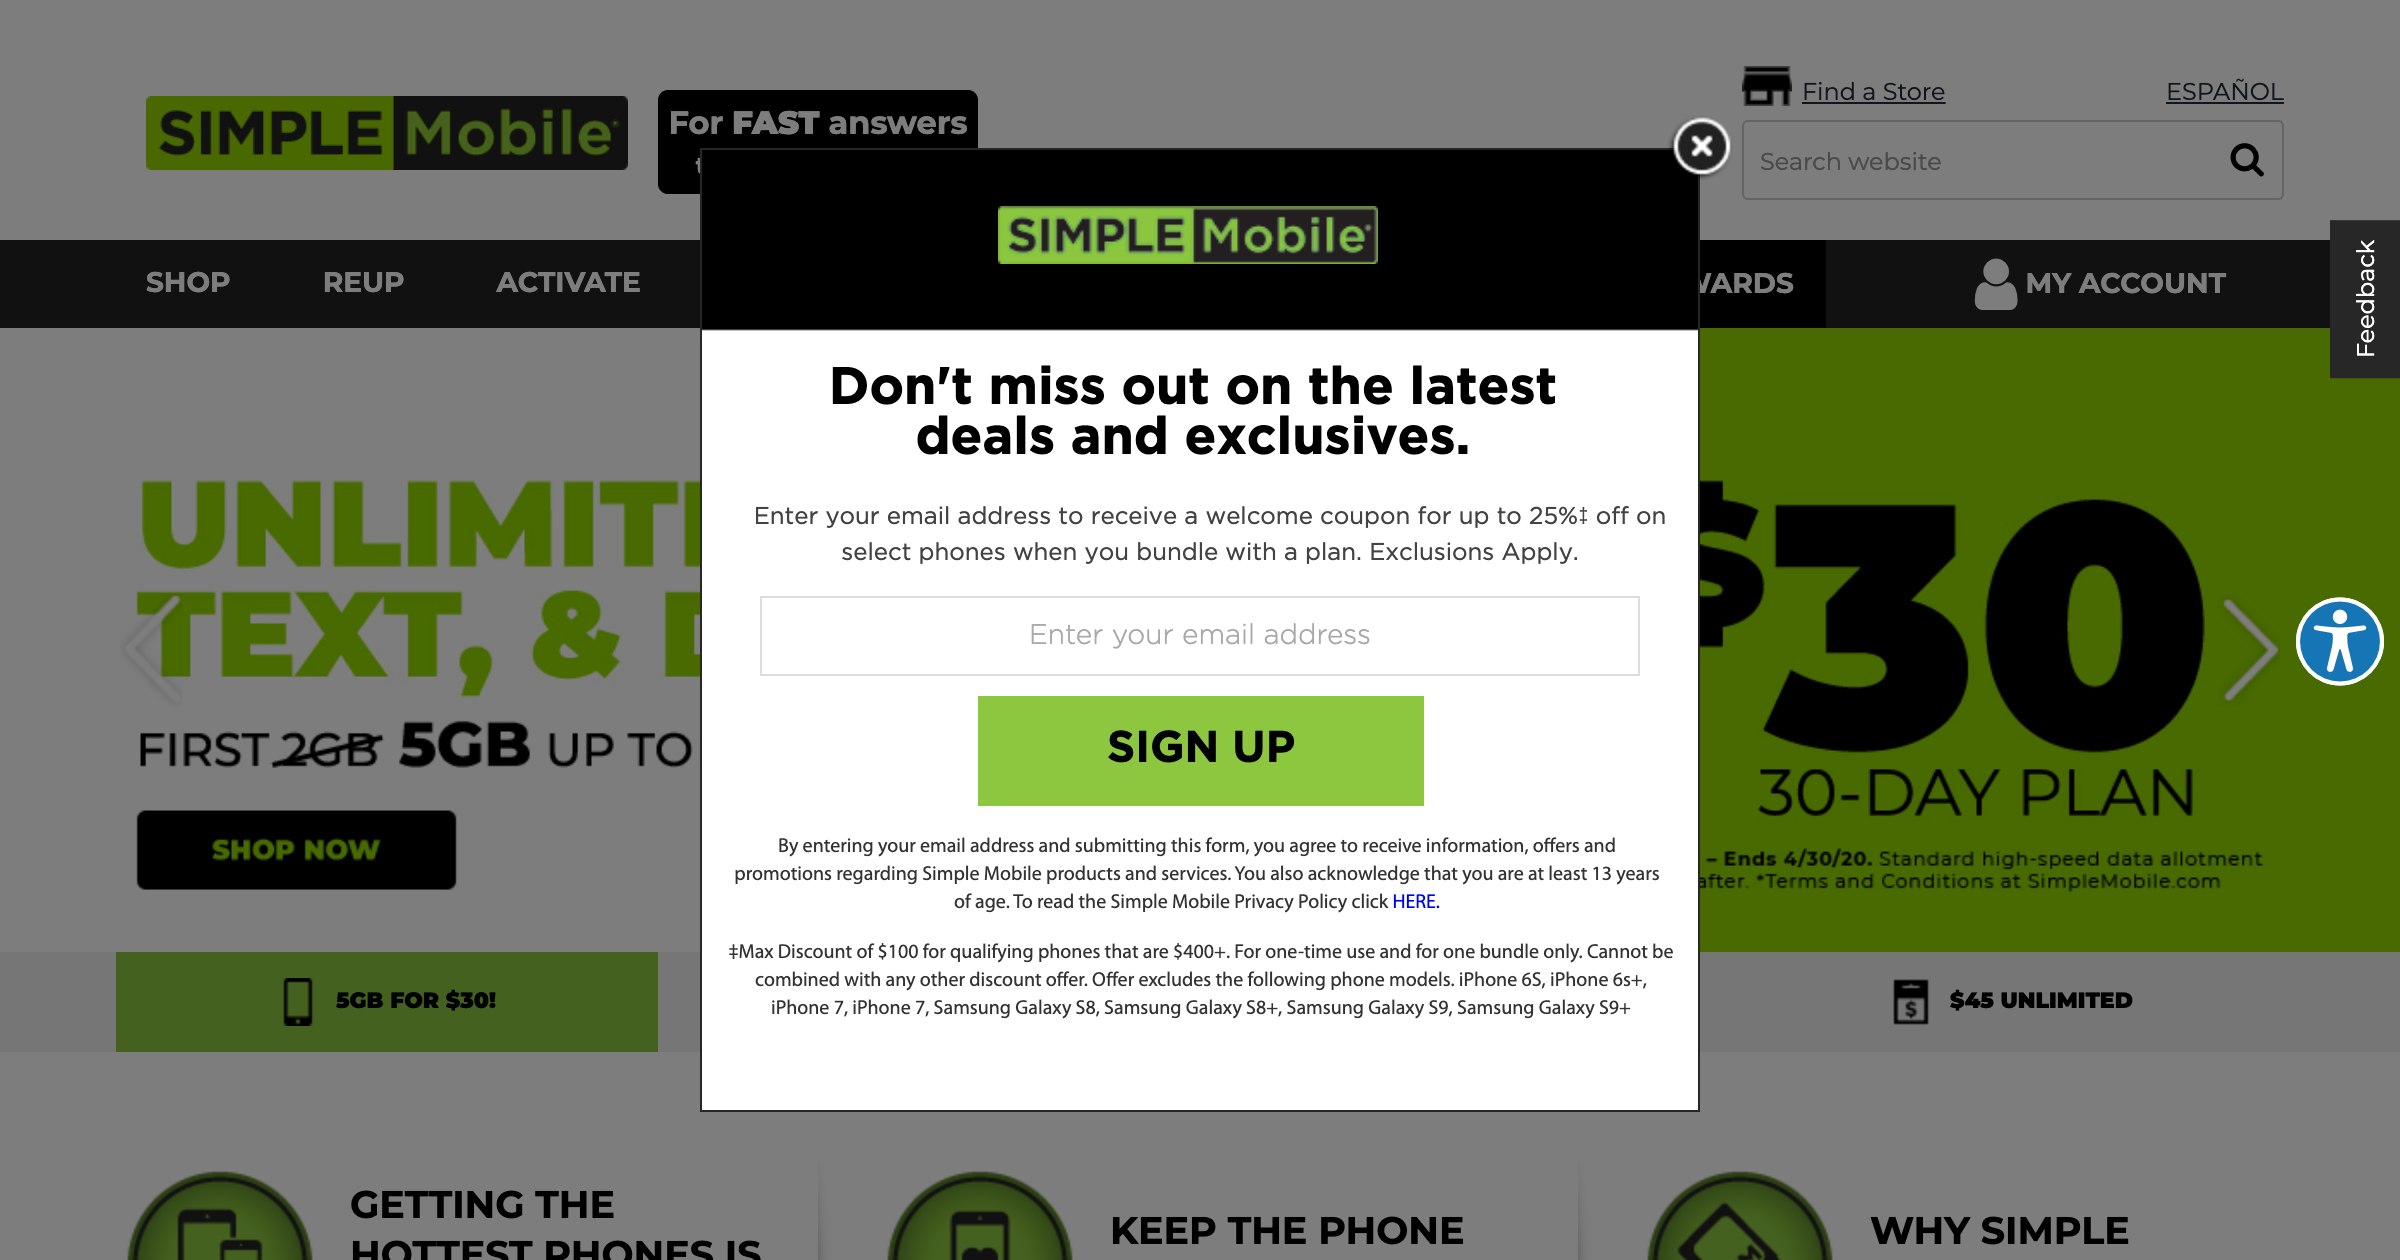 SIMPLE Mobile
For FAST answers
Find a Store
ESPAÑOL
Search website
SHOP
REUP
ACTIVATE
MY ACCOUNT
Feedback
SIMPLE Mobile
Don't miss out on the latest
deals and exclusives.
Enter your email address to receive a welcome coupon for up to 25%‡ off on
select phones when you bundle with a plan. Exclusions Apply.
Enter your email address
SIGN UP
By entering your email address and submitting this form, you agree to receive information, offers and
promotions regarding Simple Mobile products and services. You also acknowledge that you are at least 13 years
of age. To read the Simple Mobile Privacy Policy click HERE.
‡Max Discount of $100 for qualifying phones that are $400+. For one-time use and for one bundle only. Cannot be
combined with any other discount offer. Offer excludes the following phone models. iPhone 6S, iPhone 6s+,
iPhone 7, iPhone 7, Samsung Galaxy S8, Samsung Galaxy S8+, Samsung Galaxy S9, Samsung Galaxy S9+
TEXT, &
FIRST 2GB 5GB UP TO
SHOP NOW
$30
30-DAY PLAN
– Ends 4/30/20. Standard high-speed data allotment
after. *Terms and Conditions at SimpleMobile.com
5GB FOR $30!
$45 UNLIMITED
GETTING THE
HOTTEST PHONES IS
KEEP THE PHONE
WHY SIMPLE